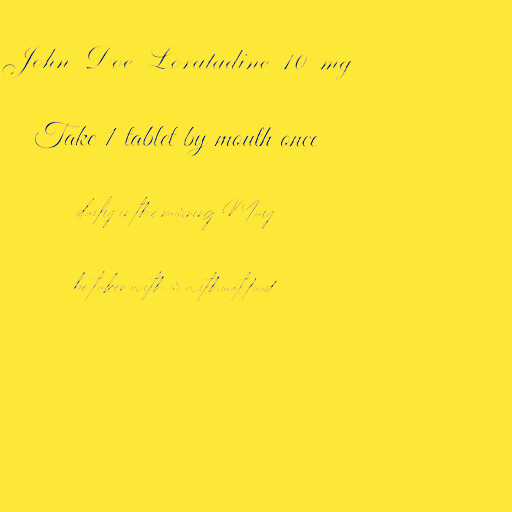 John Doe Loratadine 10 mg
Take 1 tablet by mouth once
daily in the morning May
be taken with or without food